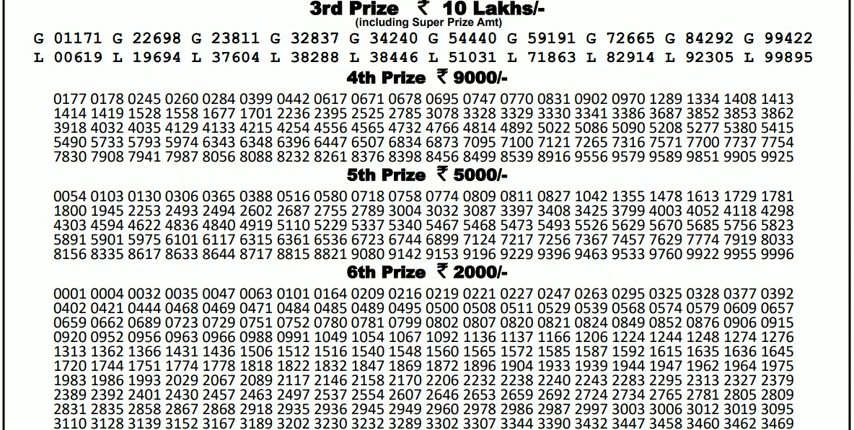 3rd Prize ₹ 10 Lakhs/-
(including Super Prize Amt)
G 01171 G 22698 G 23811 G 32837 G 34240 G 54440 G 59191 G 72665 G 84292 G 99422
L 00619 L 19694 L 37604 L 38288 L 38446 L 51031 L 71863 L 82914 L 92305 L 99895
4th Prize ₹ 9000/-
0177 0178 0245 0260 0284 0399 0442 0617 0671 0678 0695 0747 0770 0831 0902 0970 1289 1334 1408 1413
1414 1419 1528 1558 1677 1701 2236 2395 2525 2785 3078 3328 3329 3330 3341 3386 3687 3852 3853 3862
3918 4032 4035 4129 4133 4215 4254 4556 4565 4732 4766 4814 4892 5022 5086 5090 5208 5277 5380 5415
5490 5733 5793 5974 6343 6348 6396 6447 6507 6834 6873 7095 7100 7121 7265 7316 7571 7700 7737 7754
7830 7908 7941 7987 8056 8088 8232 8261 8376 8398 8456 8499 8539 8916 9556 9579 9589 9851 9905 9925
5th Prize ₹ 5000/-
0054 0103 0130 0306 0365 0388 0516 0580 0718 0758 0774 0809 0811 0827 1042 1355 1478 1613 1729 1781
1800 1945 2253 2493 2494 2602 2687 2755 2789 3004 3032 3087 3397 3408 3425 3799 4003 4052 4118 4298
4303 4594 4622 4836 4840 4919 5110 5229 5337 5340 5467 5468 5473 5493 5526 5629 5670 5685 5756 5823
5891 5901 5975 6101 6117 6315 6361 6536 6723 6744 6899 7124 7217 7256 7367 7457 7629 7774 7919 8033
8156 8335 8617 8633 8644 8717 8815 8821 9080 9142 9153 9196 9229 9396 9463 9533 9760 9922 9955 9996
6th Prize ₹ 2000/-
0001 0004 0032 0035 0047 0063 0101 0164 0209 0216 0219 0221 0227 0247 0263 0295 0325 0328 0377 0392
0402 0421 0444 0468 0469 0471 0484 0485 0489 0495 0500 0508 0511 0529 0539 0568 0574 0579 0609 0657
0659 0662 0689 0723 0729 0751 0752 0780 0781 0799 0802 0807 0820 0821 0824 0849 0852 0876 0906 0915
0920 0952 0956 0963 0966 0988 0991 1049 1054 1067 1092 1136 1137 1166 1206 1224 1244 1248 1274 1276
1313 1362 1366 1431 1436 1506 1512 1516 1540 1548 1560 1565 1572 1585 1587 1592 1615 1635 1636 1645
1720 1744 1751 1774 1778 1818 1822 1832 1847 1869 1872 1896 1904 1933 1939 1944 1947 1962 1964 1975
1983 1986 1993 2029 2067 2089 2117 2146 2158 2170 2206 2232 2238 2240 2243 2283 2295 2313 2327 2379
2389 2392 2401 2430 2457 2463 2497 2537 2554 2607 2646 2653 2659 2692 2724 2734 2765 2781 2805 2809
2831 2835 2858 2867 2868 2918 2935 2936 2945 2949 2960 2978 2986 2987 2997 3003 3006 3012 3019 3095
3110 3128 3139 3152 3167 3189 3202 3230 3232 3289 3302 3307 3344 3390 3432 3447 3458 3460 3462 3469